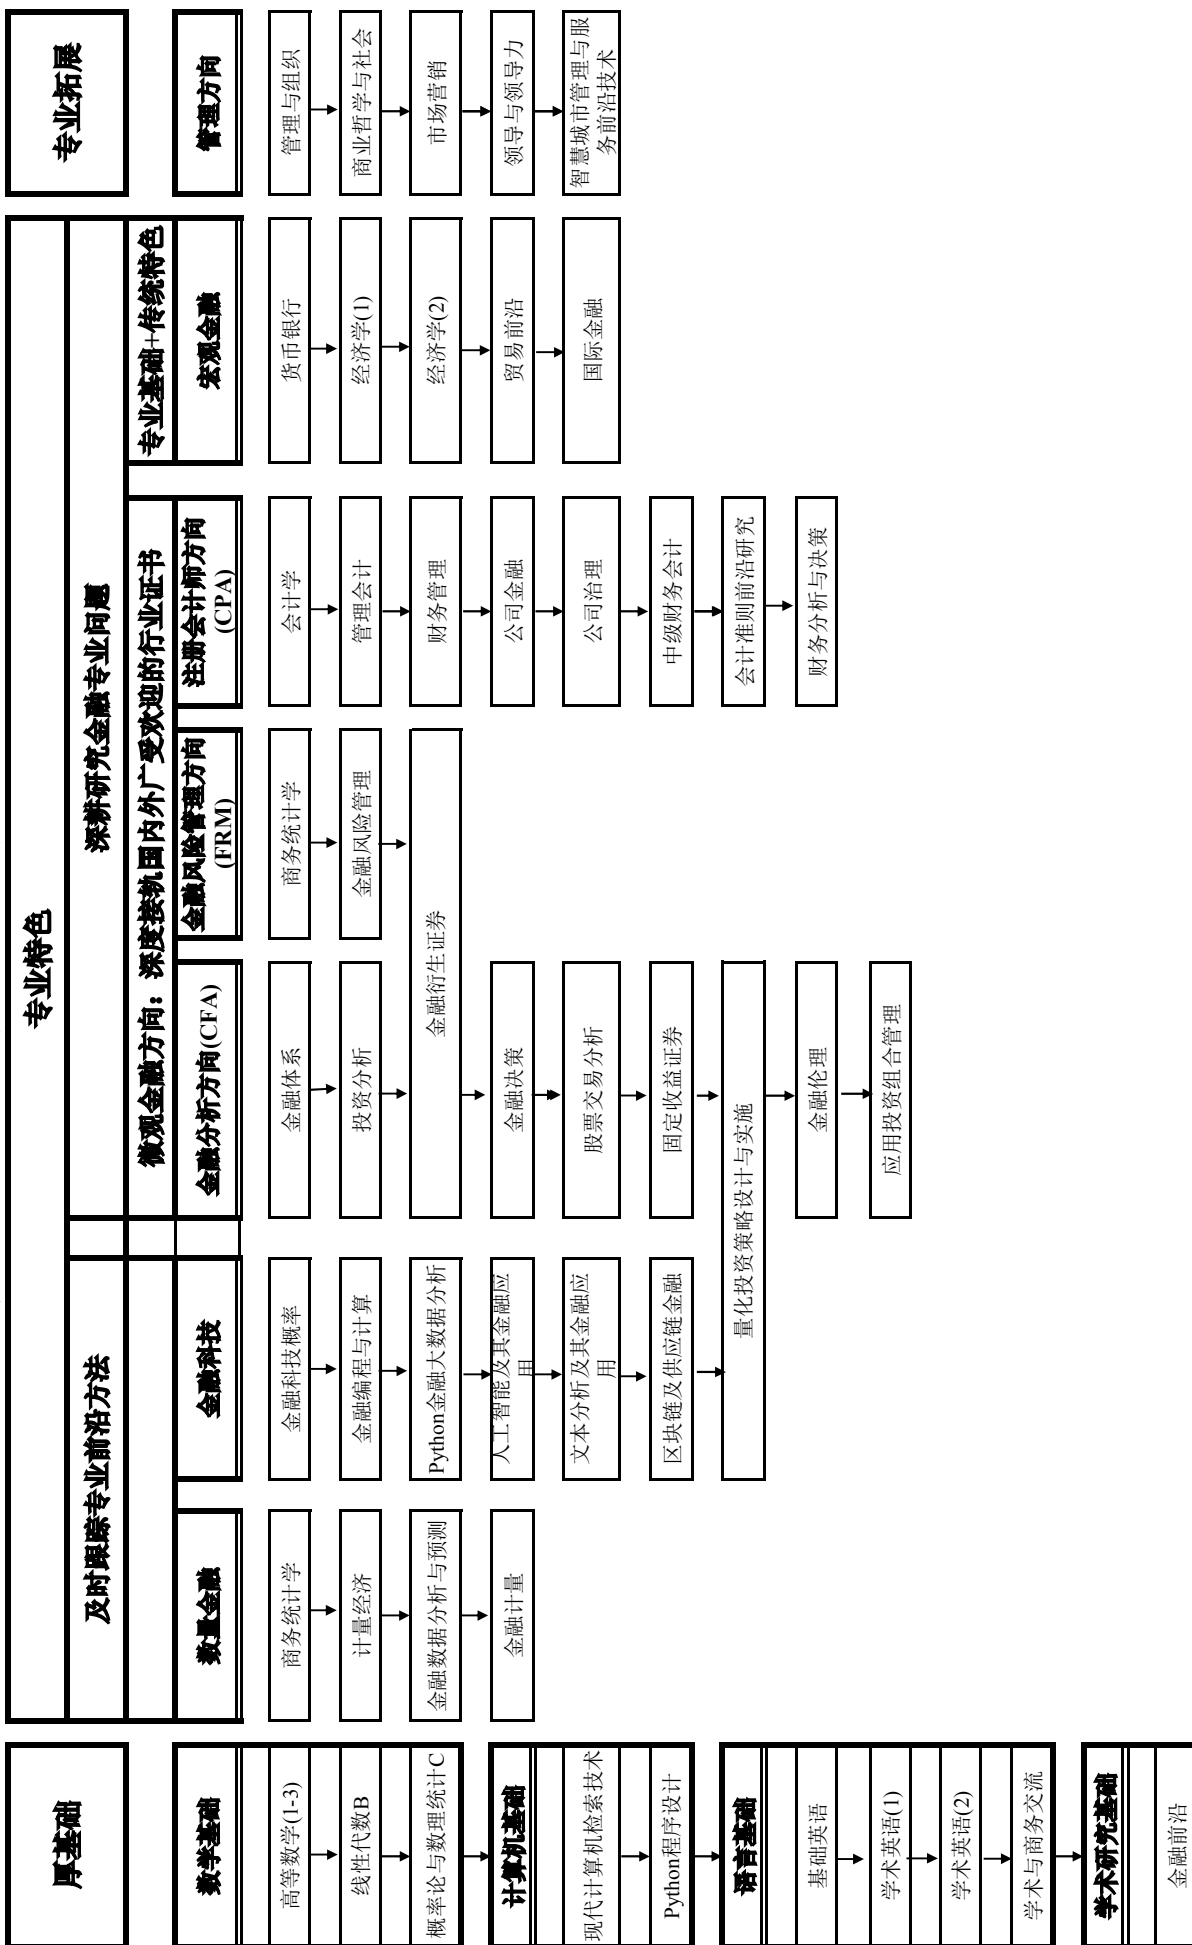 厚基础
专业特色
专业拓展
及时跟踪专业前沿方法
深耕研究金融专业问题
微观金融方向：深度接轨国内外广受欢迎的行业证书
专业基础+传统特色
数学基础
数量金融
金融科技
金融分析方向(CFA)
金融风险管理方向
(FRM)
注册会计师方向
(CPA)
宏观金融
管理方向
高等数学(1-3)
商务统计学
金融科技概率
金融体系
商务统计学
会计学
货币银行
管理与组织
线性代数B
计量经济
金融编程与计算
投资分析
金融风险管理
管理会计
经济学(1)
商业哲学与社会
概率论与数理统计C
金融数据分析与预测
Python金融大数据分析
金融衍生证券
财务管理
经济学(2)
市场营销
计算机基础
金融计量
人工智能及其金融应
用
金融决策
公司金融
贸易前沿
领导与领导力
现代计算机检索技术
文本分析及其金融应
用
股票交易分析
公司治理
国际金融
智慧城市管理与服
务前沿技术
Python程序设计
区块链及供应链金融
固定收益证券
中级财务会计
语言基础
量化投资策略设计与实施
会计准则前沿研究
基础英语
金融伦理
财务分析与决策
学术英语(1)
应用投资组合管理
学术英语(2)
学术与商务交流
学术研究基础
金融前沿